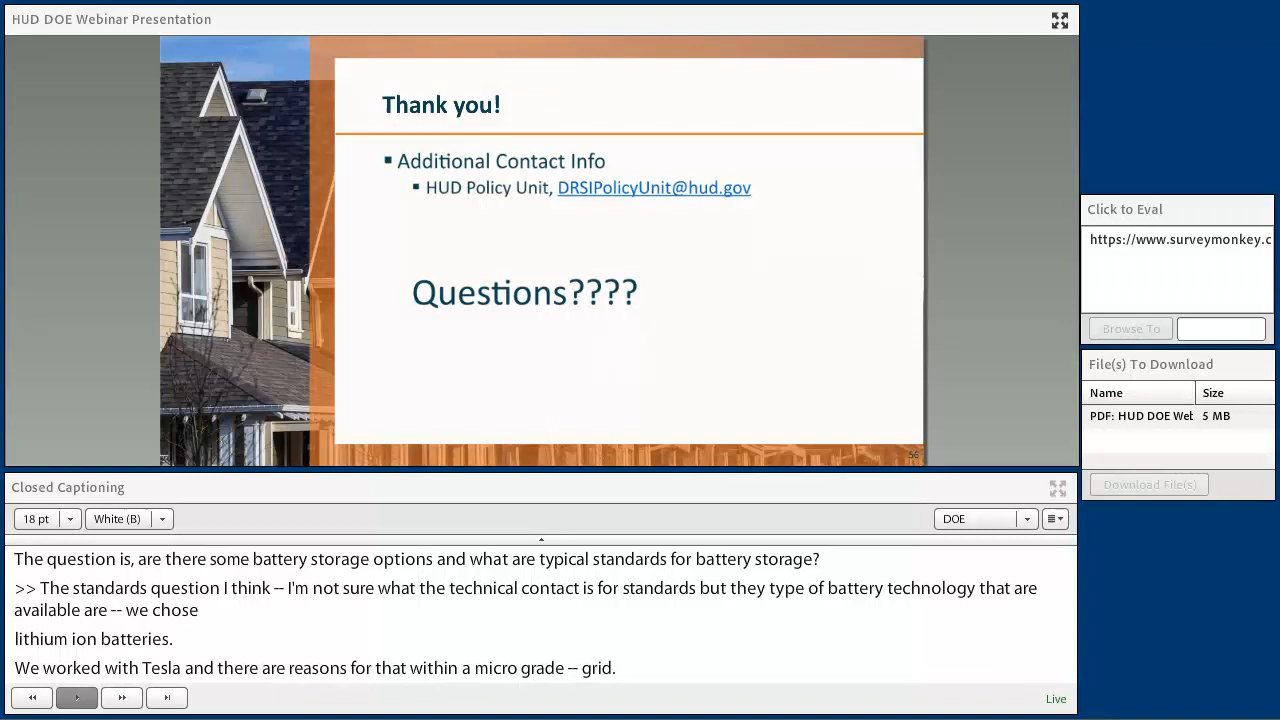 HUD DOE Webinar Presentation
Thank you!
▪ Additional Contact Info
▪ HUD Policy Unit, DRSIPolicyUnit@hud.gov
Questions????
56
Click to Eval
https://www.surveymonkey.c
Browse To
File(s) To Download
Name Size
PDF: HUD DOE Wet 5 MB
Download File(s)
Closed Captioning
18 pt White (B) DOE
The question is, are there some battery storage options and what are typical standards for battery storage?
>> The standards question I think -- I'm not sure what the technical contact is for standards but they type of battery technology that are
available are -- we chose
lithium ion batteries.
We worked with Tesla and there are reasons for that within a micro grade -- grid.
Live